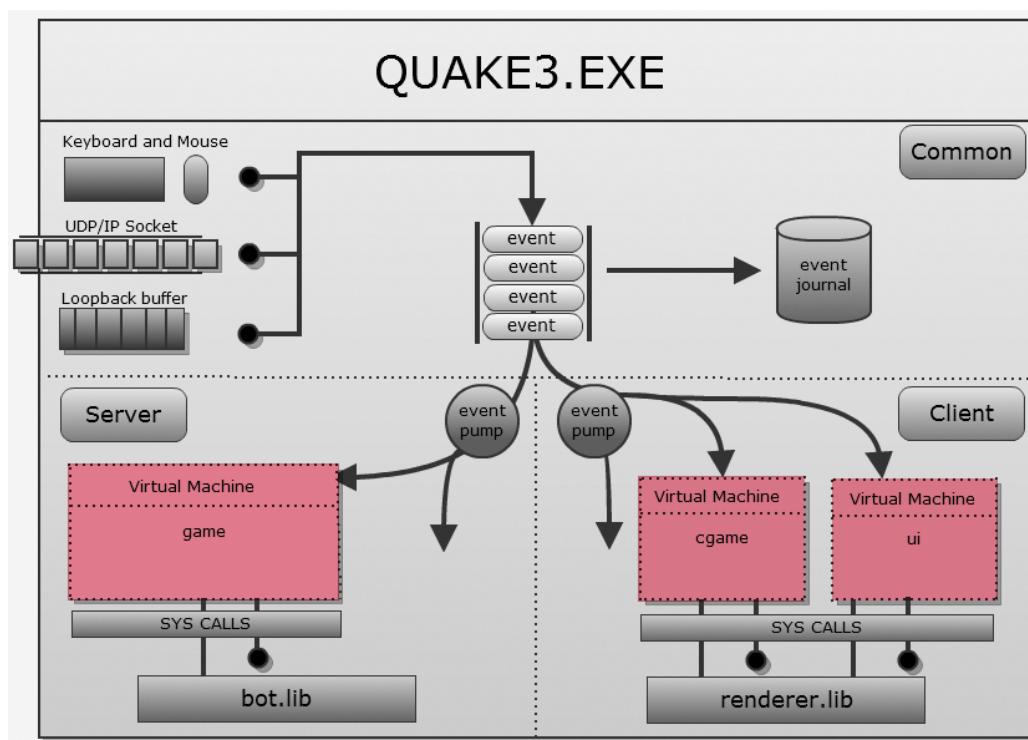 QUAKE3.EXE
Keyboard and Mouse
Common
UDP/IP Socket
Loopback buffer
event
event
event
event
event
journal
Server
event
pump
event
pump
Client
Virtual Machine
game
Virtual Machine
cgame
Virtual Machine
ui
SYS CALLS
SYS CALLS
bot.lib
renderer.lib